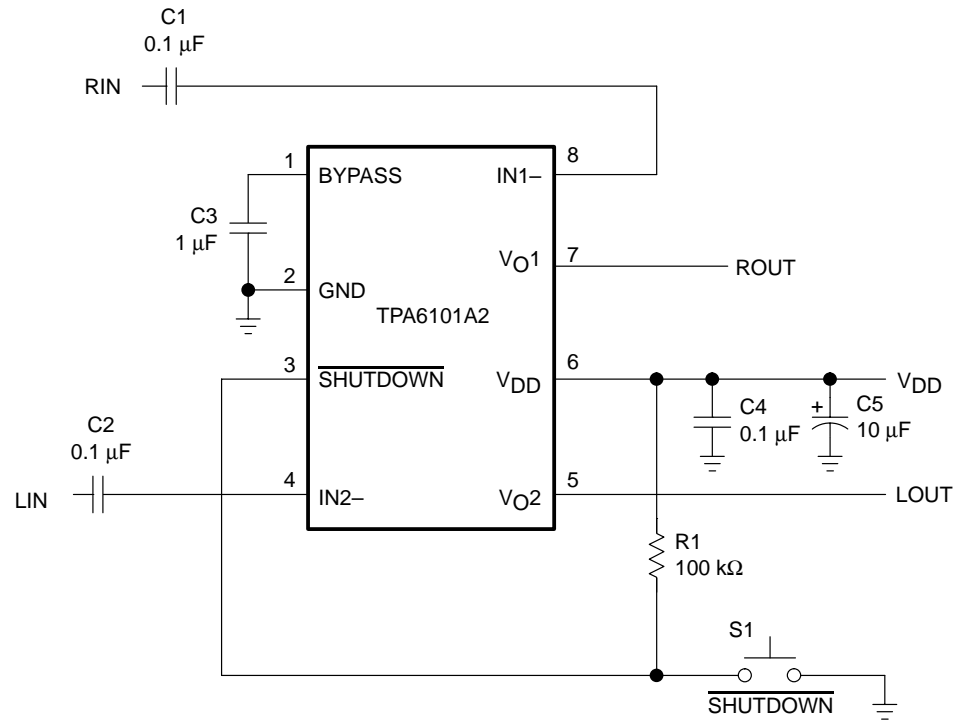 C1
0.1 μF
RIN
1
BYPASS
IN1–
8
C3
1 μF
VO1
7
ROUT
2
GND
TPA6101A2
3
SHUTDOWN
VDD
6
VDD
C4
0.1 μF
+
C5
10 μF
C2
0.1 μF
LIN
4
IN2–
VO2
5
LOUT
R1
100 kΩ
S1
SHUTDOWN